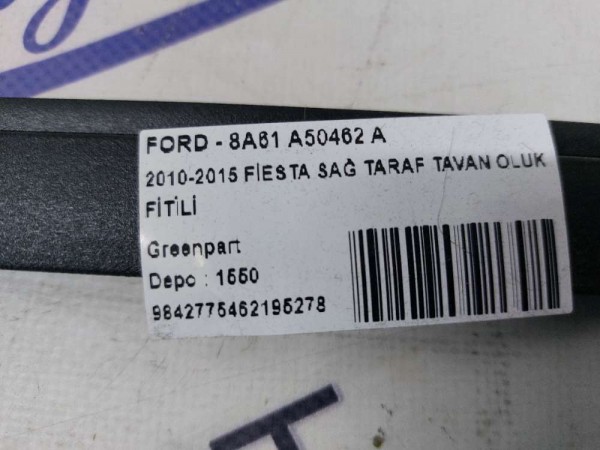 FORD - 8A61 A50462 A
2010-2015 FİESTA SAĞ TARAF TAVAN OLUK
FİTİLİ
Greenpart
Depo : 1550
9842775462195278